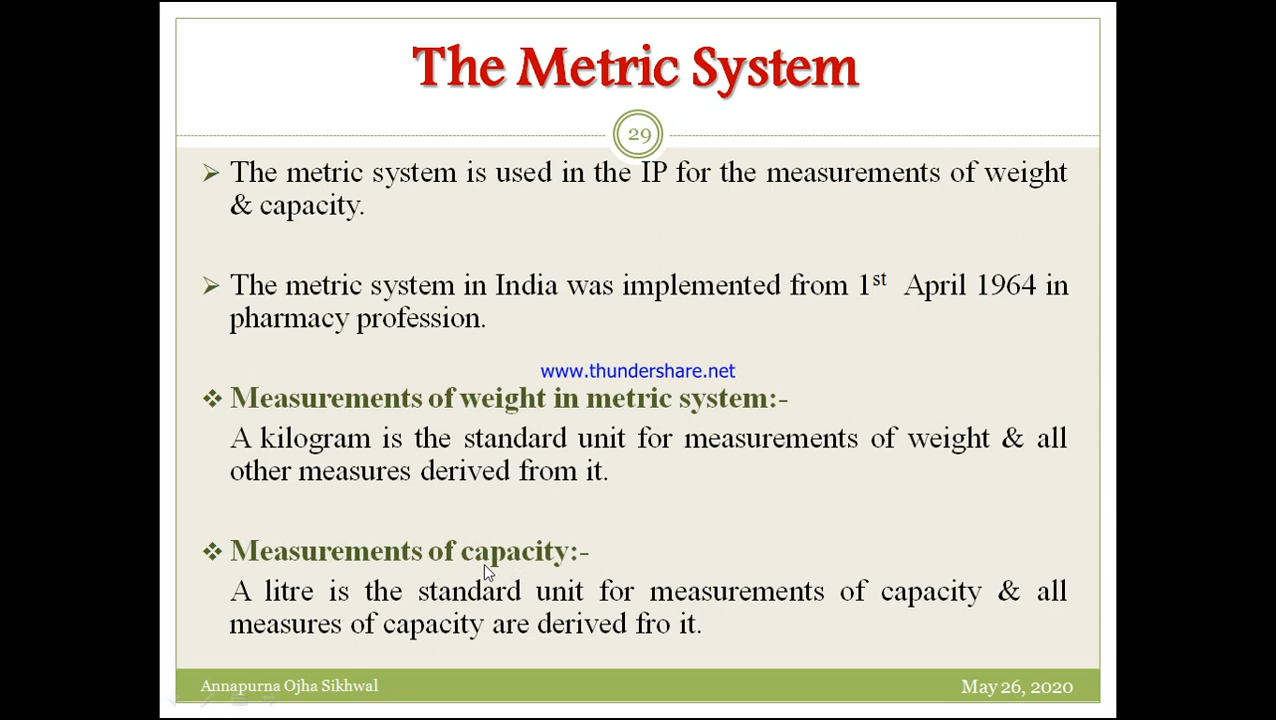 The Metric System
29
The metric system is used in the IP for the measurements of weight
& capacity.
The metric system in India was implemented from 1st April 1964 in
pharmacy profession.
www.thundershare.net
Measurements of weight in metric system:-
A kilogram is the standard unit for measurements of weight & all
other measures derived from it.
Measurements of capacity:-
A litre is the standard unit for measurements of capacity & all
measures of capacity are derived fro it.
Annapurna Ojha Sikhwal
May 26, 2020